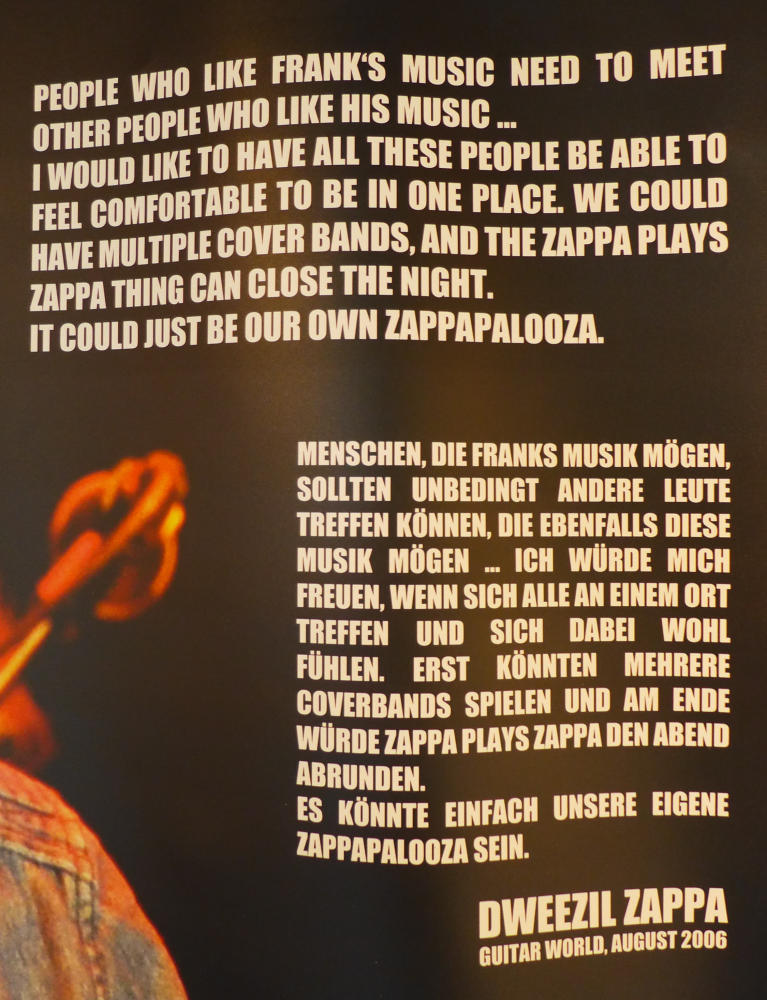 PEOPLE WHO LIKE FRANK‘S MUSIC NEED TO MEET
OTHER PEOPLE WHO LIKE HIS MUSIC ...
I WOULD LIKE TO HAVE ALL THESE PEOPLE BE ABLE TO
FEEL COMFORTABLE TO BE IN ONE PLACE. WE COULD
HAVE MULTIPLE COVER BANDS, AND THE ZAPPA PLAYS
ZAPPA THING CAN CLOSE THE NIGHT.
IT COULD JUST BE OUR OWN ZAPPAPALOOZA.
MENSCHEN, DIE FRANKS MUSIK MÖGEN,
SOLLTEN UNBEDINGT ANDERE LEUTE
TREFFEN KÖNNEN, DIE EBENFALLS DIESE
MUSIK MÖGEN ... ICH WÜRDE MICH
FREUEN, WENN SICH ALLE AN EINEM ORT
TREFFEN UND SICH DABEI WOHL
FÜHLEN. ERST KÖNNTEN MEHRERE
COVERBANDS SPIELEN UND AM ENDE
WÜRDE ZAPPA PLAYS ZAPPA DEN ABEND
ABRUNDEN.
ES KÖNNTE EINFACH UNSERE EIGENE
ZAPPAPALOOZA SEIN.
DWEEZIL ZAPPA
GUITAR WORLD, AUGUST 2006